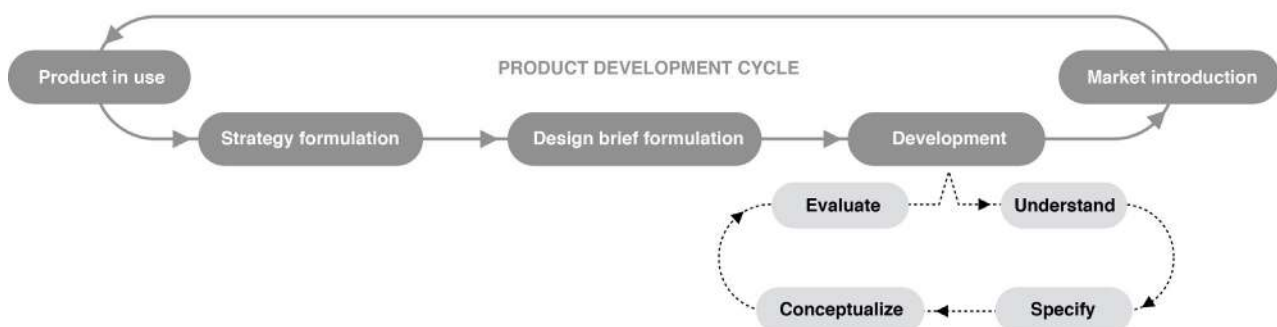 PRODUCT DEVELOPMENT CYCLE
Product in use
Market introduction
Strategy formulation
Design brief formulation
Development
Evaluate
Understand
Conceptualize
Specify